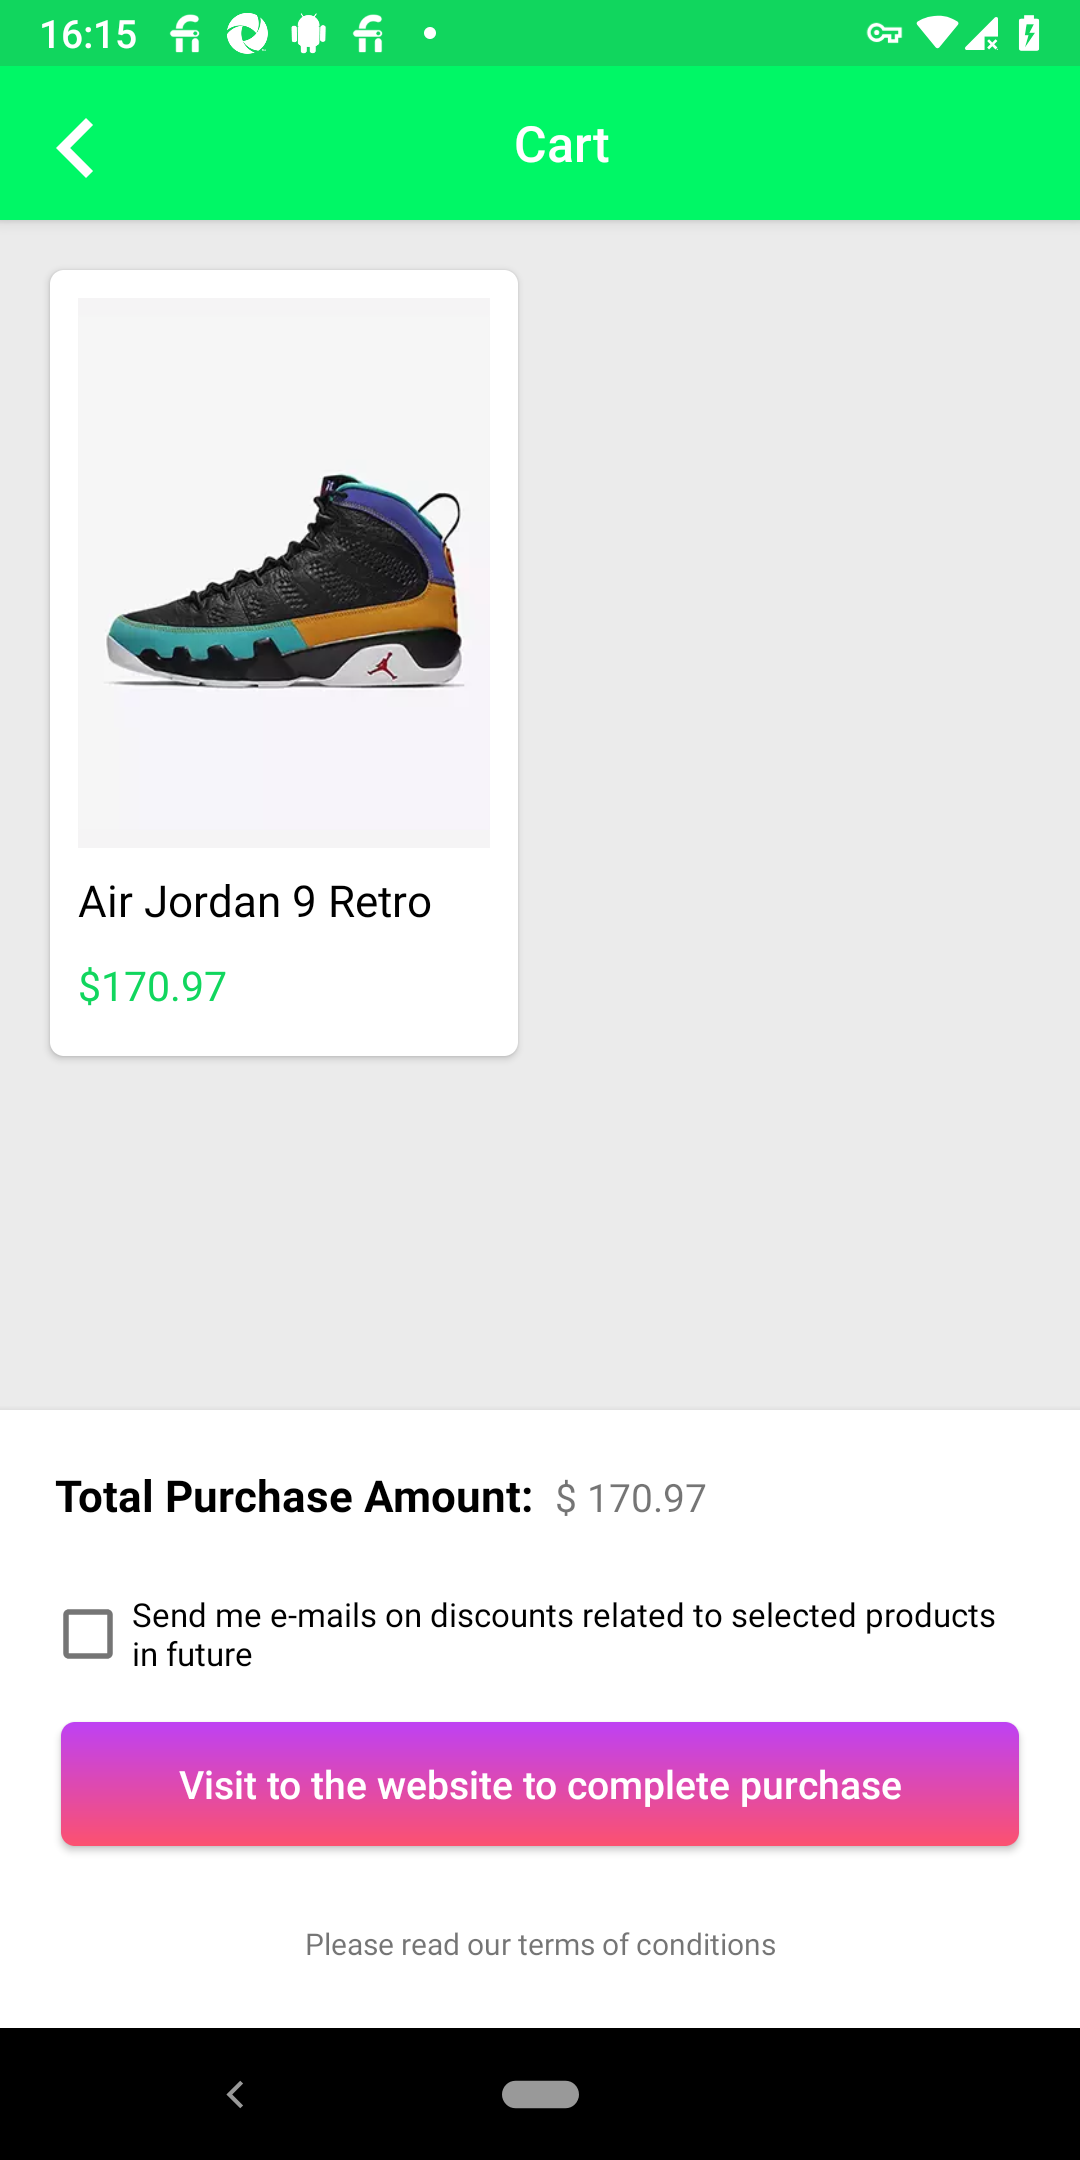 16:15
Cart
Air Jordan 9 Retro
$170.97
Total Purchase Amount: $ 170.97
Send me e-mails on discounts related to selected products
in future
Visit to the website to complete purchase
Please read our terms of conditions